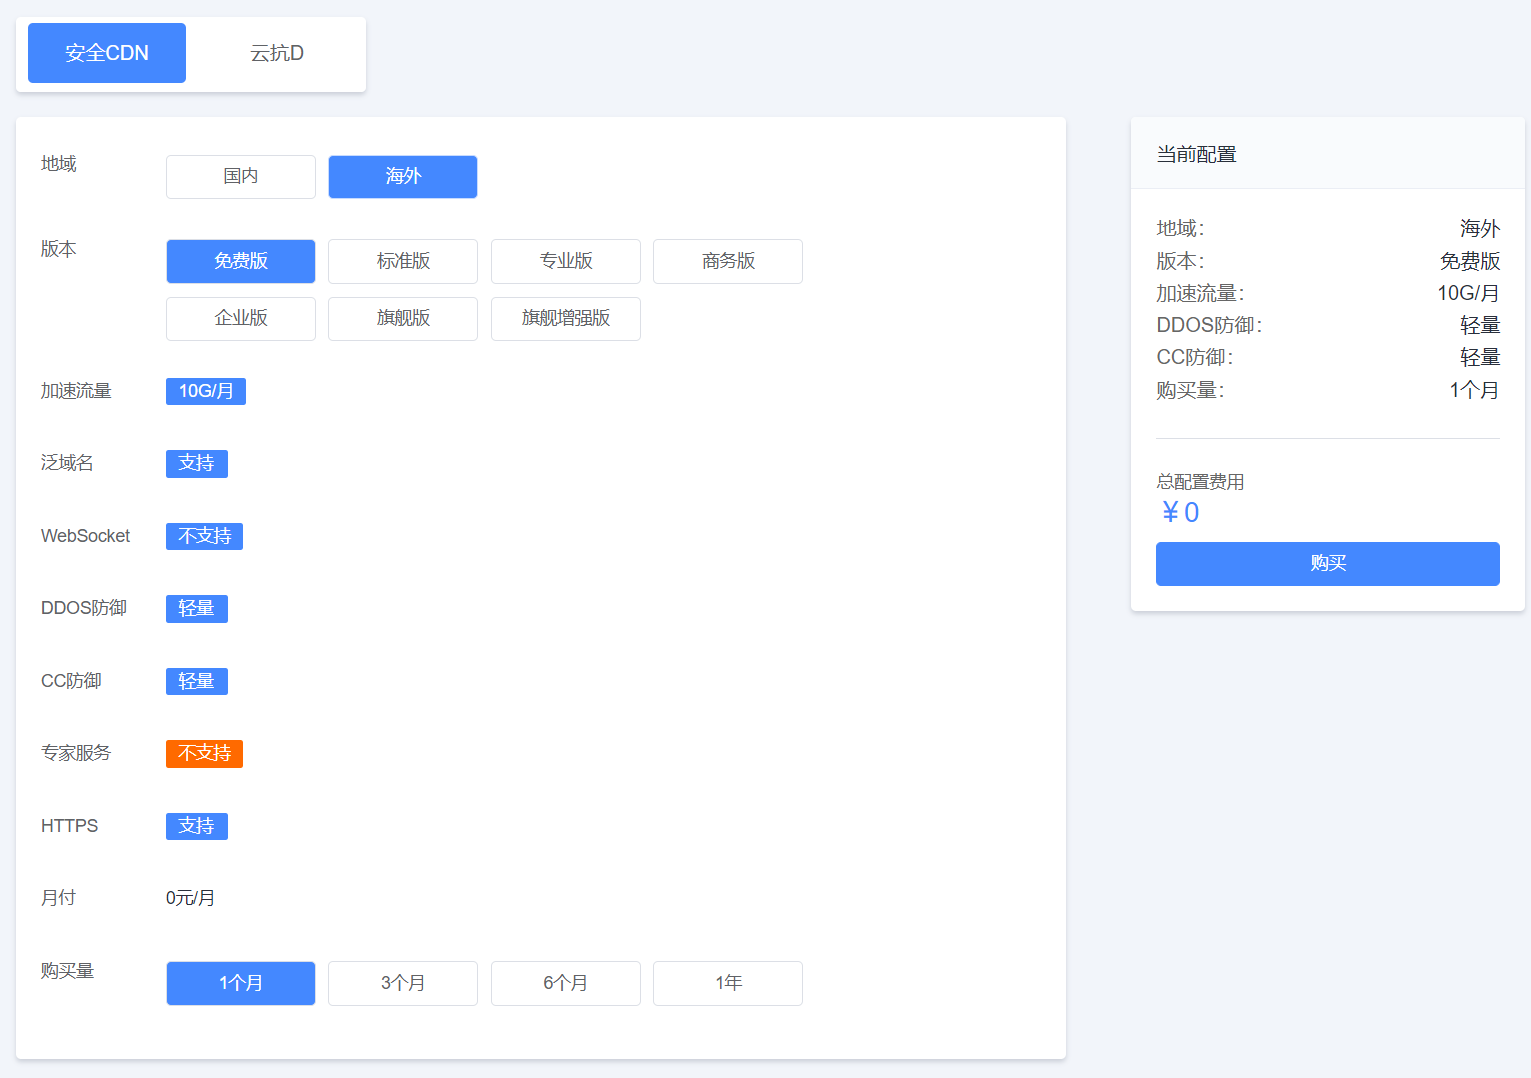 安全CDN 云抗D
地域 国内 海外
版本 免费版 标准版 专业版 商务版
企业版 旗舰版 旗舰增强版
加速流量 10G/月
泛域名 支持
WebSocket 不支持
DDOS防御 轻量
CC防御 轻量
专家服务 不支持
HTTPS 支持
月付 0元/月
购买量 1个月 3个月 6个月 1年
当前配置
地域： 海外
版本： 免费版
加速流量： 10G/月
DDOS防御： 轻量
CC防御： 轻量
购买量： 1个月
总配置费用
￥0
购买